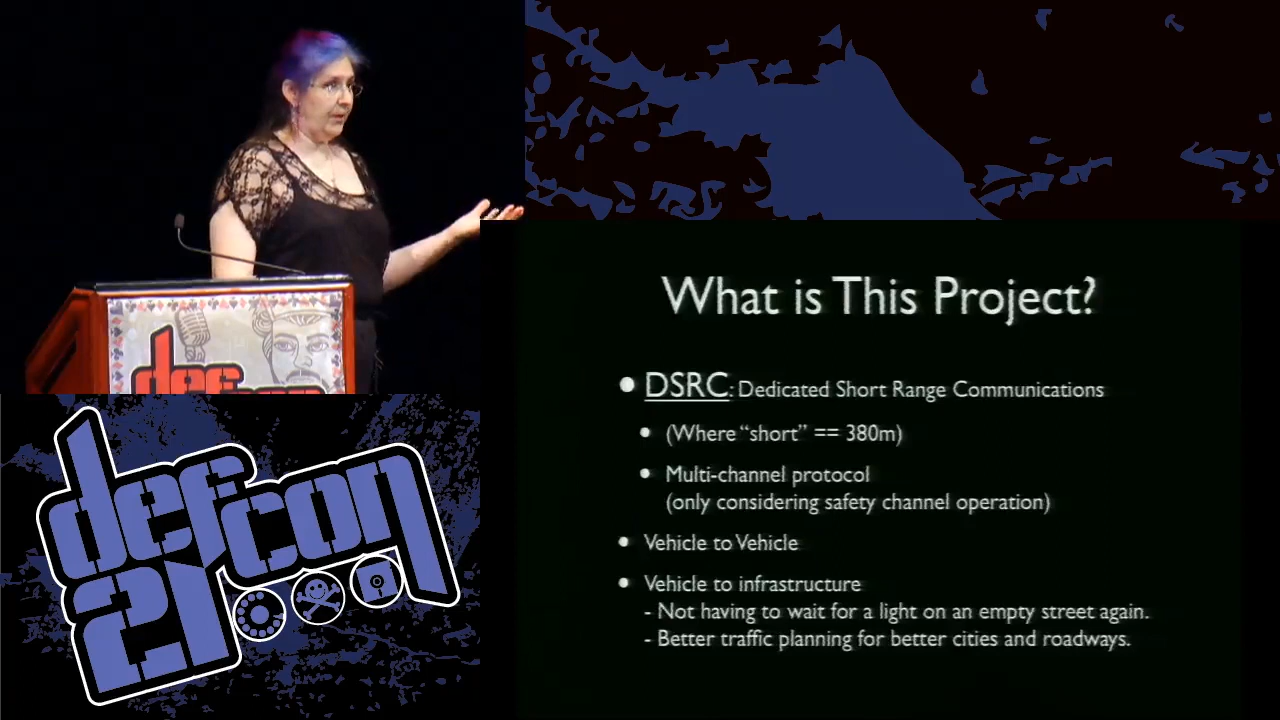 What is This Project?
DSRC: Dedicated Short Range Communications
(Where "short" == 380m)
Multi-channel protocol
(only considering safety channel operation)
Vehicle to Vehicle
Vehicle to infrastructure
- Not having to wait for a light on an empty street again.
- Better traffic planning for better cities and roadways.
def
con
defcon
21